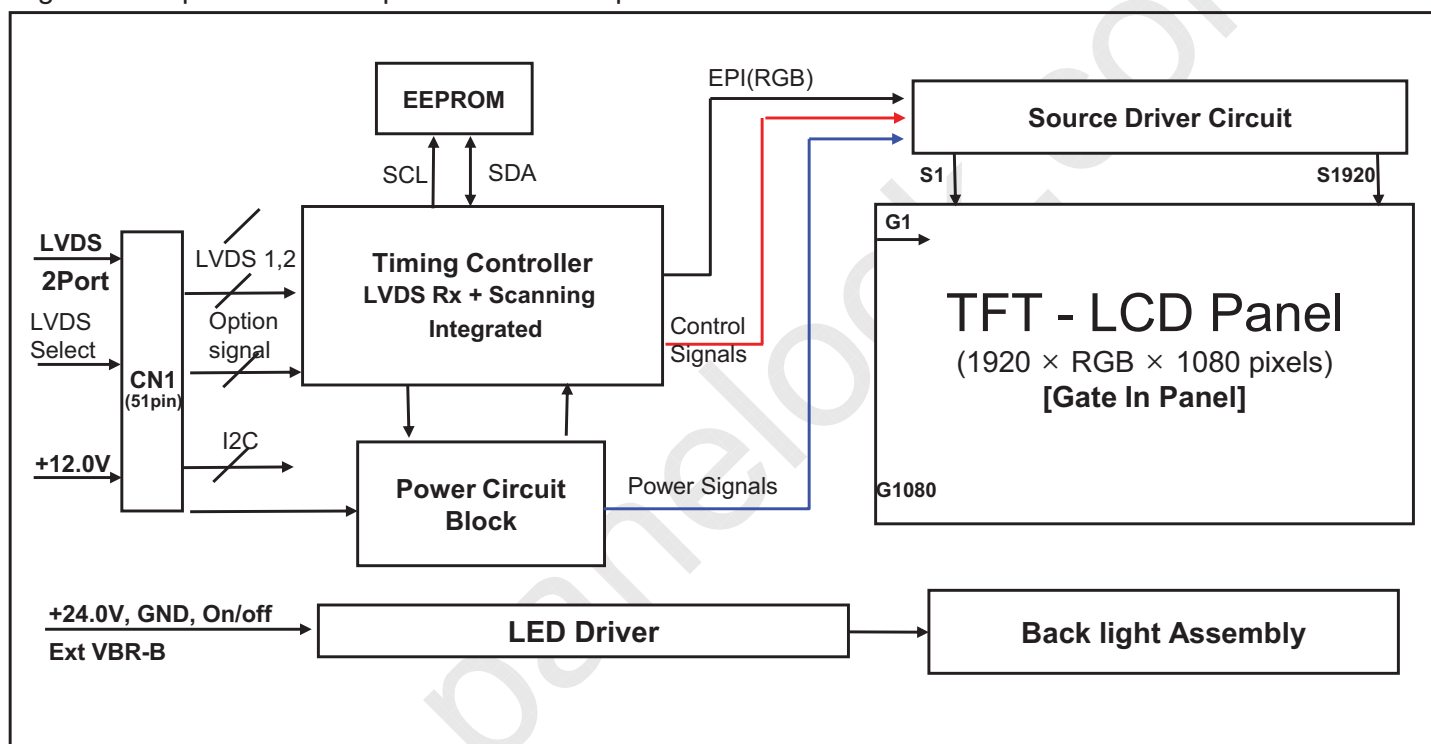 EEPROM
SCL
SDA
EPI(RGB)
Source Driver Circuit
S1
S1920
LVDS
2Port
LVDS
Select
+12.0V
CN1
(51pin)
LVDS 1,2
Option
signal
I2C
Timing Controller
LVDS Rx + Scanning
Integrated
Control
Signals
Power Circuit
Block
Power Signals
G1
TFT - LCD Panel
(1920 × RGB × 1080 pixels)
[Gate In Panel]
G1080
+24.0V, GND, On/off
Ext VBR-B
LED Driver
Back light Assembly